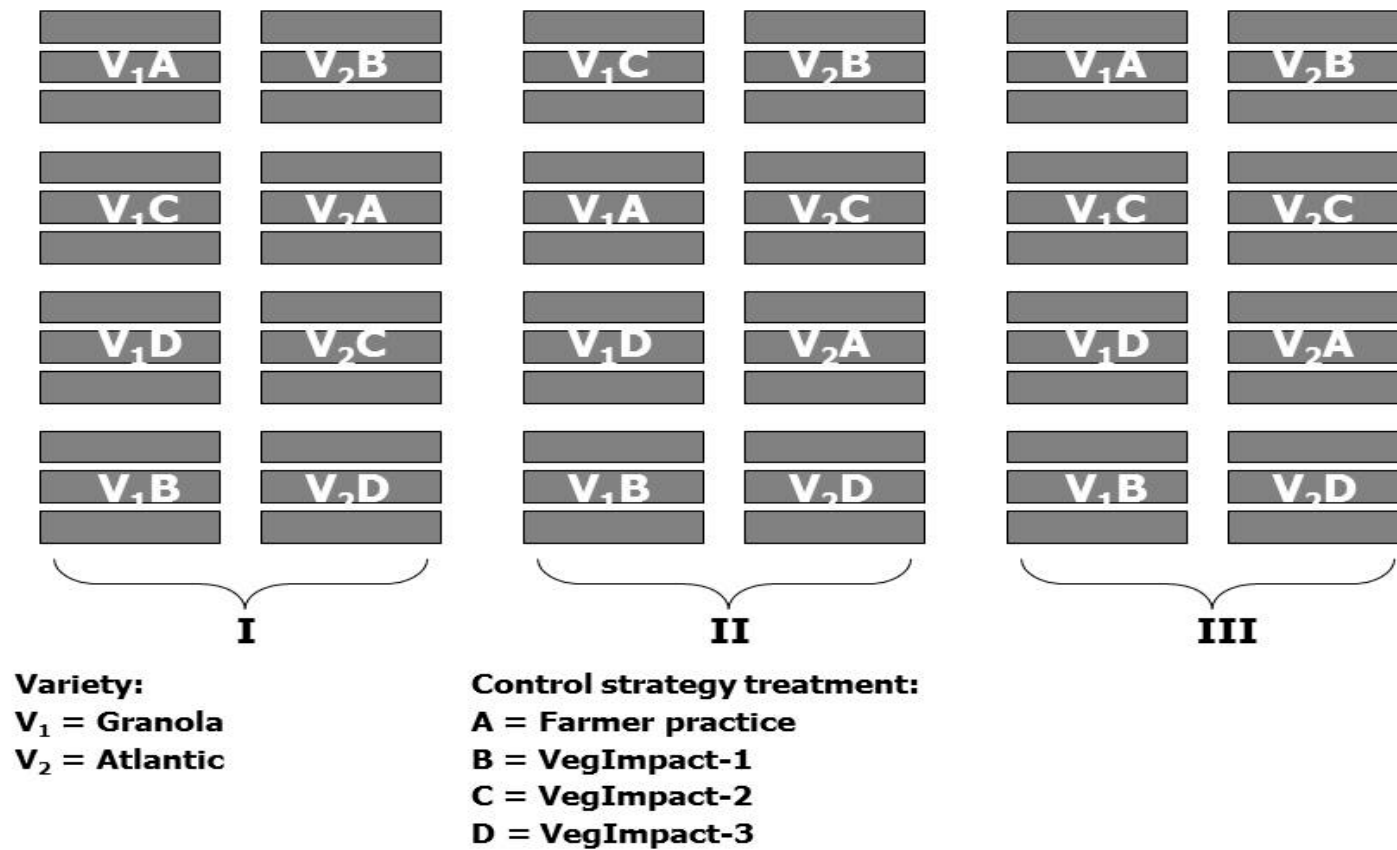 V₁A V₂B V₁C V₂B V₁A V₂B
V₁C V₂A V₁A V₂C V₁C V₂C
V₁D V₂C V₁D V₂A V₁D V₂A
V₁B V₂D V₁B V₂D V₁B V₂D
I II III
Variety:
V₁ = Granola
V₂ = Atlantic
Control strategy treatment:
A = Farmer practice
B = VegImpact-1
C = VegImpact-2
D = VegImpact-3